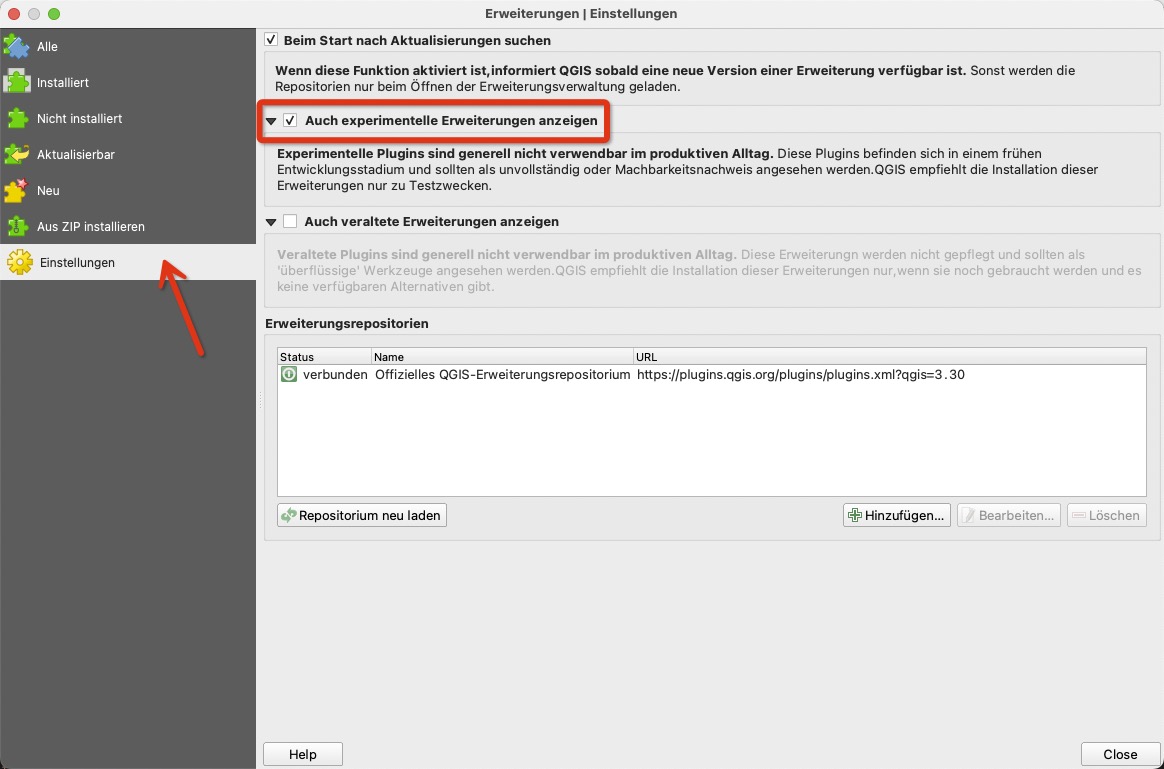 Erweiterungen | Einstellungen
Alle
Installiert
Nicht installiert
Aktualisierbar
Neu
Aus ZIP installieren
Einstellungen
Beim Start nach Aktualisierungen suchen
Wenn diese Funktion aktiviert ist,informiert QGIS sobald eine neue Version einer Erweiterung verfügbar ist. Sonst werden die
Repositorien nur beim Öffnen der Erweiterungsverwaltung geladen.
Auch experimentelle Erweiterungen anzeigen
Experimentelle Plugins sind generell nicht verwendbar im produktiven Alltag. Diese Plugins befinden sich in einem frühen
Entwicklungsstadium und sollten als unvollständig oder Machbarkeitsnachweis angesehen werden.QGIS empfiehlt die Installation dieser
Erweiterungen nur zu Testzwecken.
Auch veraltete Erweiterungen anzeigen
Veraltete Plugins sind generell nicht verwendbar im produktiven Alltag. Diese Erweiterungn werden nicht gepflegt und sollten als
'überflüssige' Werkzeuge angesehen werden.QGIS empfiehlt die Installation dieser Erweiterungen nur,wenn sie noch gebraucht werden und es
keine verfügbaren Alternativen gibt.
Erweiterungsrepositorien
Status Name URL
verbunden Offizielles QGIS-Erweiterungsrepositorium https://plugins.qgis.org/plugins/plugins.xml?qgis=3.30
Repositorium neu laden Hinzufügen... Bearbeiten... Löschen
Help Close